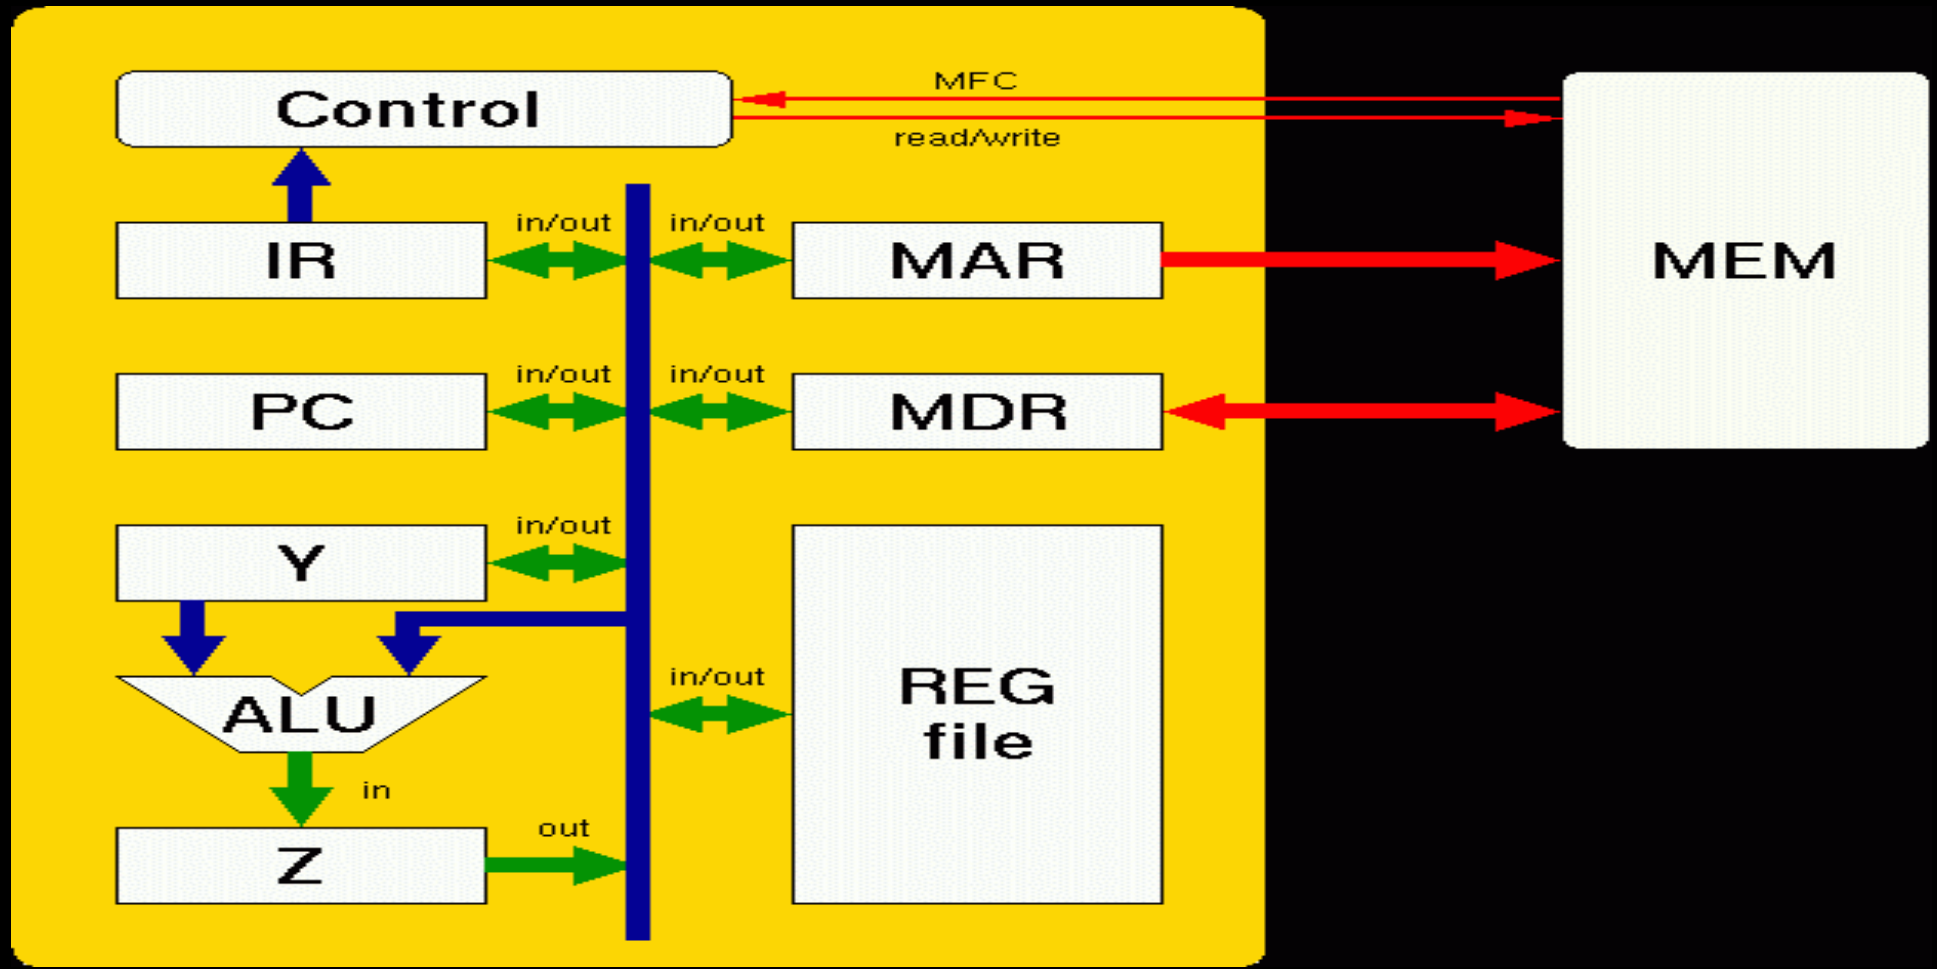 MFC
Control
read/write
in/out
in/out
IR
MAR
MEM
in/out
in/out
PC
MDR
in/out
Y
in/out
REG
file
ALU
in
out
Z